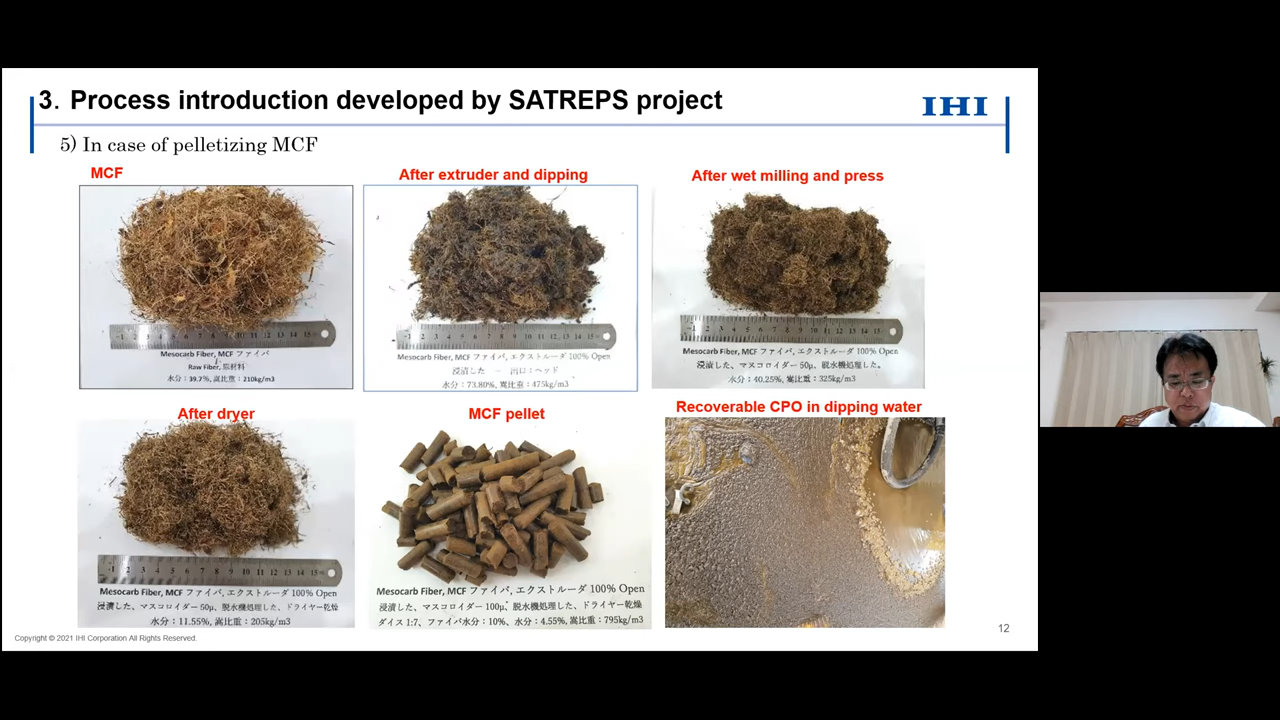 3. Process introduction developed by SATREPS project
IHI
5) In case of pelletizing MCF
MCF
After extruder and dipping
After wet milling and press
Mesocarb Fiber, MCF ファイバ
Raw Fiber, 原材料
水分：39.7%, 嵩比重：210kg/m3
Mesocarb Fiber, MCF ファイバ, エクストルーダ 100% Open
浸漬した － 出口：ヘッド
水分：73.80%, 嵩比重：475kg/m3
Mesocarb Fiber, MCF ファイバ, エクストルーダ 100% Open
浸漬した、マスコロイダー 50μ、脱水機処理した。
水分：40.25%, 嵩比重：325kg/m3
After dryer
MCF pellet
Recoverable CPO in dipping water
Mesocarb Fiber, MCF ファイバ, エクストルーダ 100% Open
浸漬した、マスコロイダー 50μ、脱水機処理した、ドライヤー乾燥
水分：11.55%, 嵩比重：205kg/m3
Mesocarb Fiber, MCF ファイバ, エクストルーダ 100% Open
浸漬した、マスコロイダー 100μ、脱水機処理した、ドライヤー乾燥
ダイス 1:7、ファイバ水分：10%、水分：4.55%, 嵩比重：795kg/m3
Copyright © 2021 IHI Corporation All Rights Reserved.
12